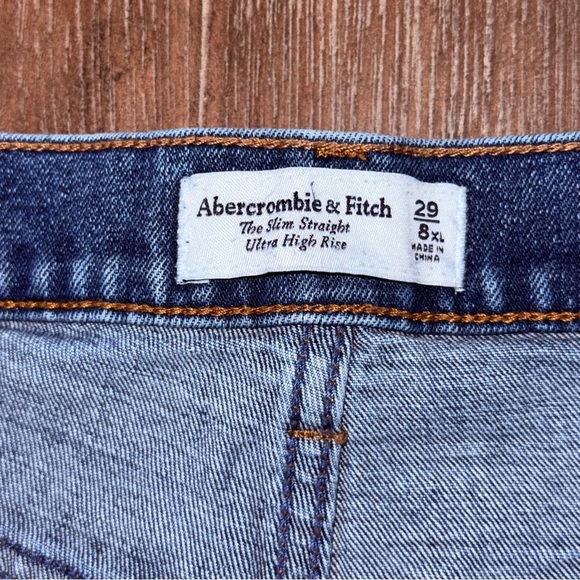 Abercrombie & Fitch
The Slim Straight
Ultra High Rise
29
8XL
MADE IN
CHINA